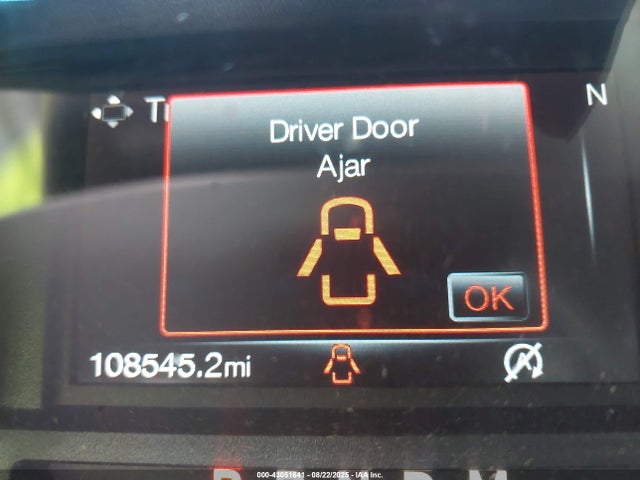 N
Driver Door
Ajar
OK
108545.2mi
000-43051641 - 08/22/2025 - IAA Inc.